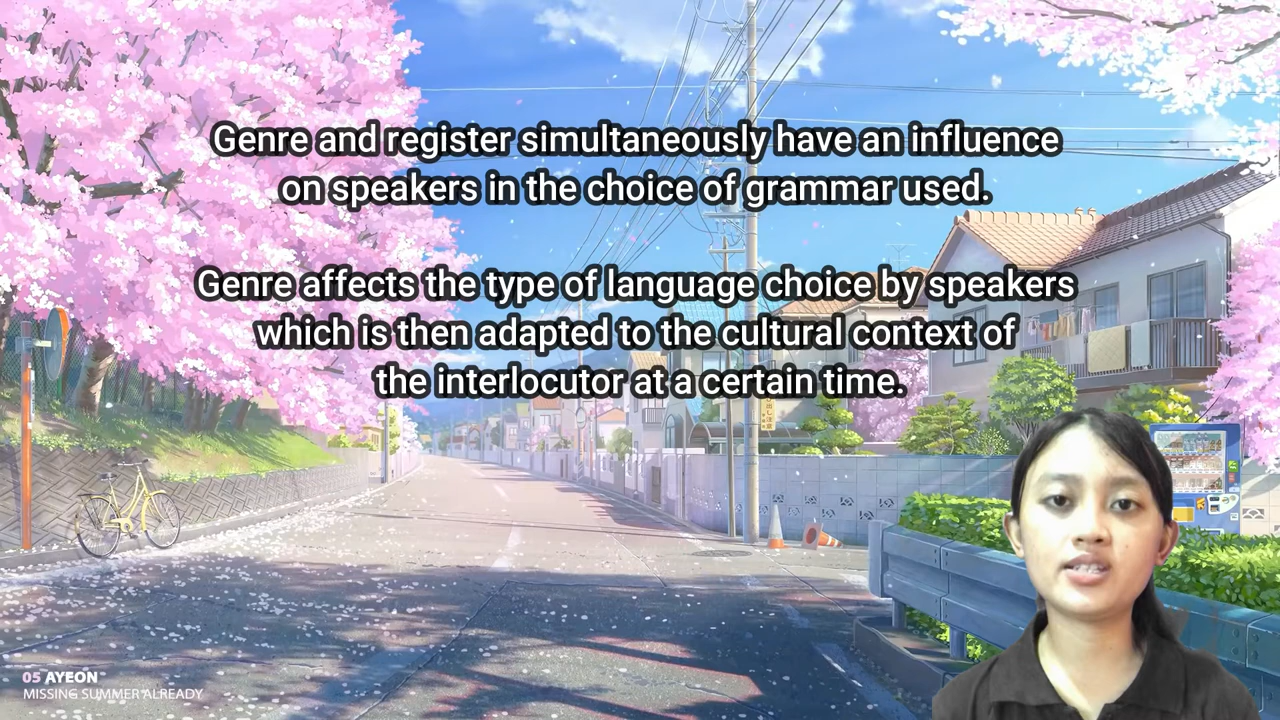 Genre and register simultaneously have an influence
on speakers in the choice of grammar used.
Genre affects the type of language choice by speakers
which is then adapted to the cultural context of
the interlocutor at a certain time.
05 AYEON
MISSING SUMMER ALREADY